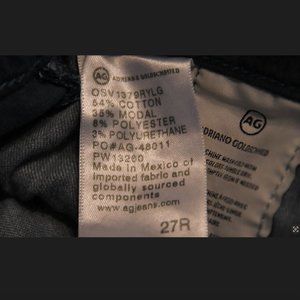 AG ADRIANO GOLDSCHMIED
OSV1379RYLG
54% COTTON
35% MODAL
8% POLYESTER
3% POLYURETHANE
PO#AG-48011
PW13260
Made in Mexico of
imported fabric and
globally sourced
components
www.agjeans.com
27R
AG
ADRIANO GOLDSCHMIED